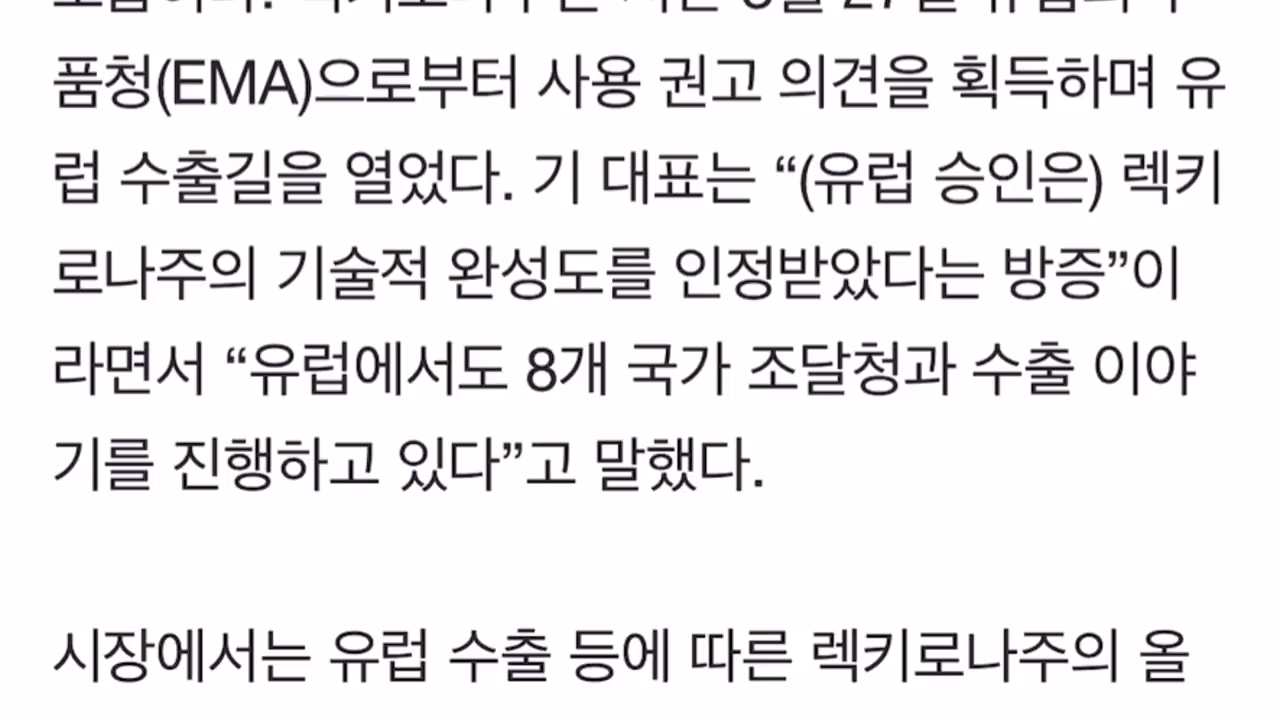 품청(EMA)으로부터 사용 권고 의견을 획득하며 유
럽 수출길을 열었다. 기 대표는 “(유럽 승인은) 렉키
로나주의 기술적 완성도를 인정받았다는 방증”이
라면서 “유럽에서도 8개 국가 조달청과 수출 이야
기를 진행하고 있다”고 말했다.
시장에서는 유럽 수출 등에 따른 렉키로나주의 올